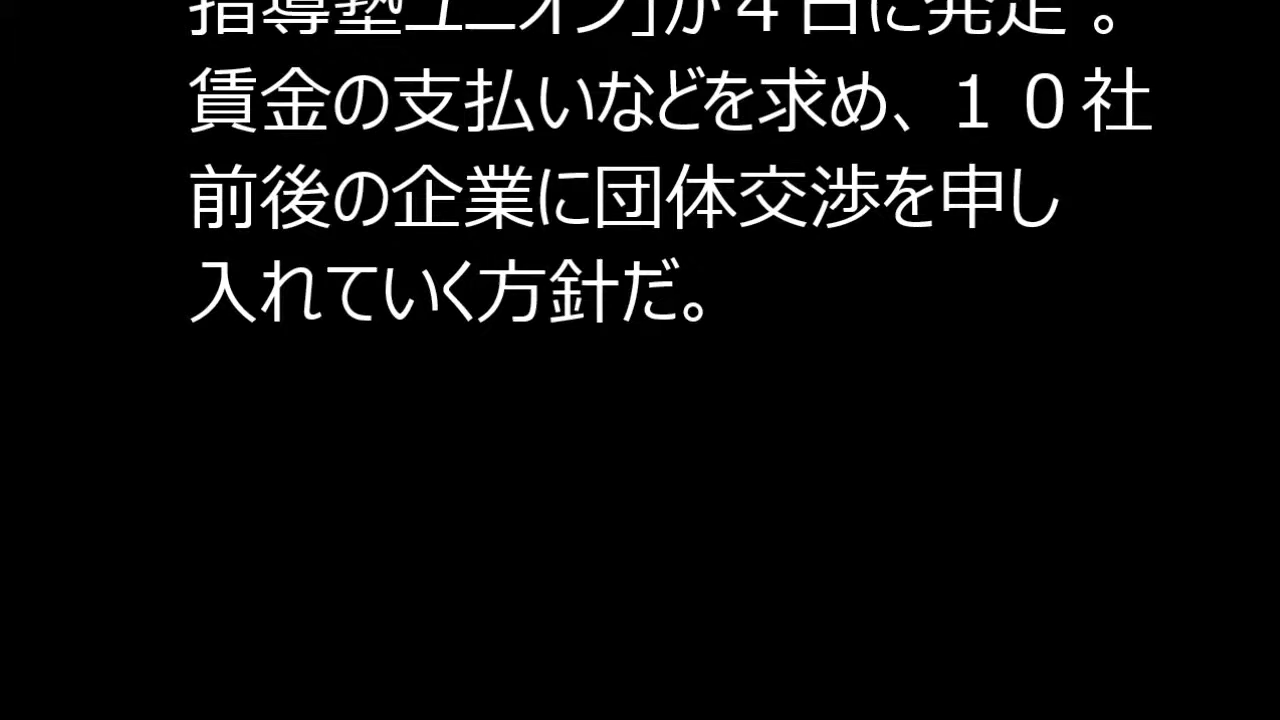 指導塾ユニオン」が４日に発足 。
賃金の支払いなどを求め、１０社
前後の企業に団体交渉を申し
入れていく方針だ。